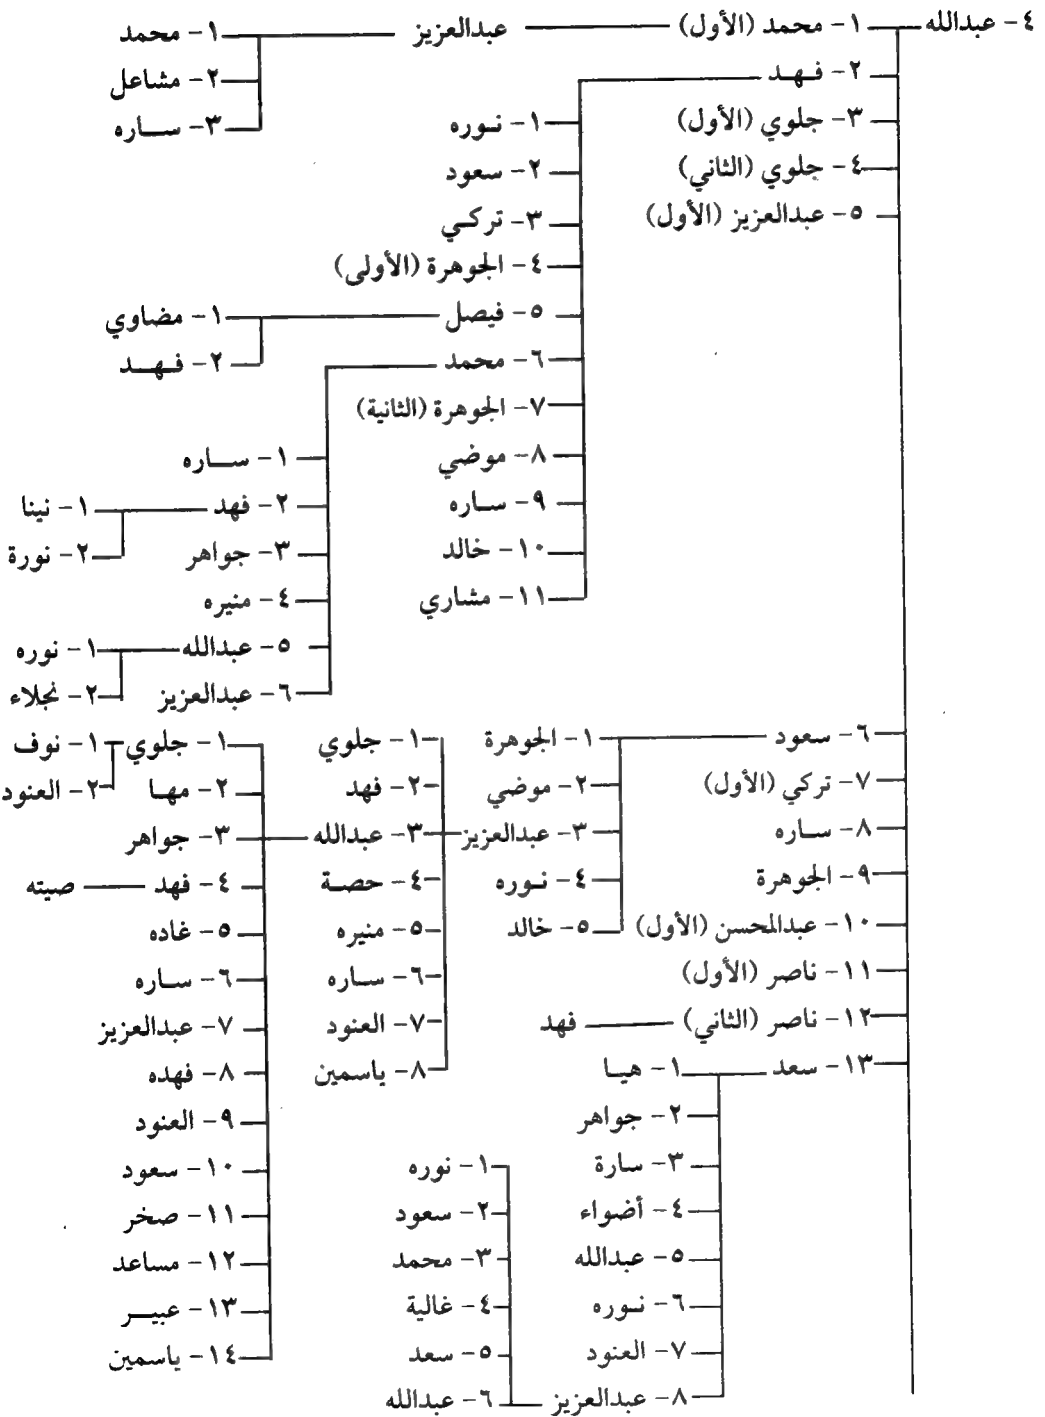 ٤- عبدالله ١- محمد (الأول) عبدالعزيز ١- محمد
٢- فهد ٢- مشاعل
٣- جلوي (الأول) ١- نوره ٣- ساره
٤- جلوي (الثاني) ٢- سعود
٥- عبدالعزيز (الأول) ٣- تركي
٤- الجوهرة (الأولى)
٥- فيصل ١- مضاوي
٦- محمد ٢- فهد
٧- الجوهرة (الثانية)
٨- موضي ١- ساره
٩- ساره ٢- فهد ١- نينا
١٠- خالد ٣- جواهر ٢- نورة
١١- مشاري ٤- منيره
٥- عبدالله ١- نوره
٦- عبدالعزيز ٢- نجلاء
٦- سعود ١- الجوهرة ١- جلوي ١- جلوي ١- نوف
٧- تركي (الأول) ٢- موضي ٢- فهد ٢- مها ٢- العنود
٨- ساره ٣- عبدالعزيز ٣- عبدالله ٣- جواهر
٩- الجوهرة ٤- نوره ٤- حصة ٤- فهد صيته
١٠- عبدالمحسن (الأول) ٥- خالد ٥- منيره ٥- غاده
١١- ناصر (الأول) ٦- ساره ٦- ساره
١٢- ناصر (الثاني) فهد ٧- العنود ٧- عبدالعزيز
١٣- سعد ١- هيا ٨- ياسمين ٨- فهده
٢- جواهر ٩- العنود
٣- سارة ١- نوره ١٠- سعود
٤- أضواء ٢- سعود ١١- صخر
٥- عبدالله ٣- محمد ١٢- مساعد
٦- نوره ٤- غالية ١٣- عبير
٧- العنود ٥- سعد ١٤- ياسمين
٨- عبدالعزيز ٦- عبدالله